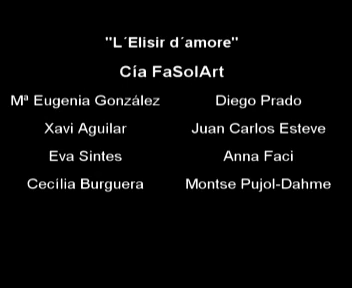 "L´Elisir d´amore"
Cía FaSolArt
Mª Eugenia González Diego Prado
Xavi Aguilar Juan Carlos Esteve
Eva Sintes Anna Faci
Cecília Burguera Montse Pujol-Dahme